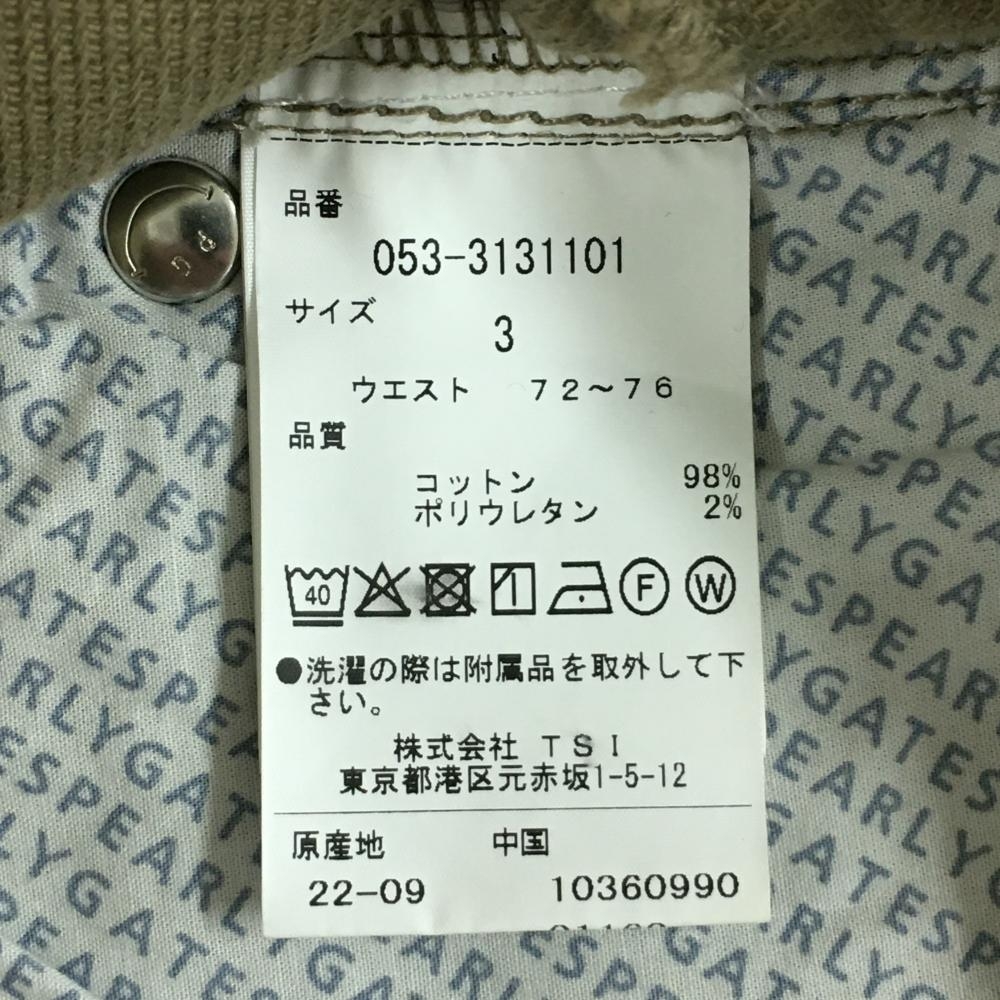 品番
053-3131101
サイズ
3
ウエスト 72～76
品質
コットン 98%
ポリウレタン 2%
40 F W
●洗濯の際は附属品を取外して下
さい。
株式会社 TSI
東京都港区元赤坂1-5-12
原産地 中国
22-09 10360990
PEARLYGATES